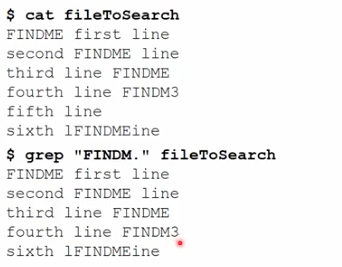 $ cat fileToSearch
FINDME first line
second FINDME line
third line FINDME
fourth line FINDM3
fifth line
sixth lFINDMEine
$ grep "FINDM." fileToSearch
FINDME first line
second FINDME line
third line FINDME
fourth line FINDM3
sixth lFINDMEine